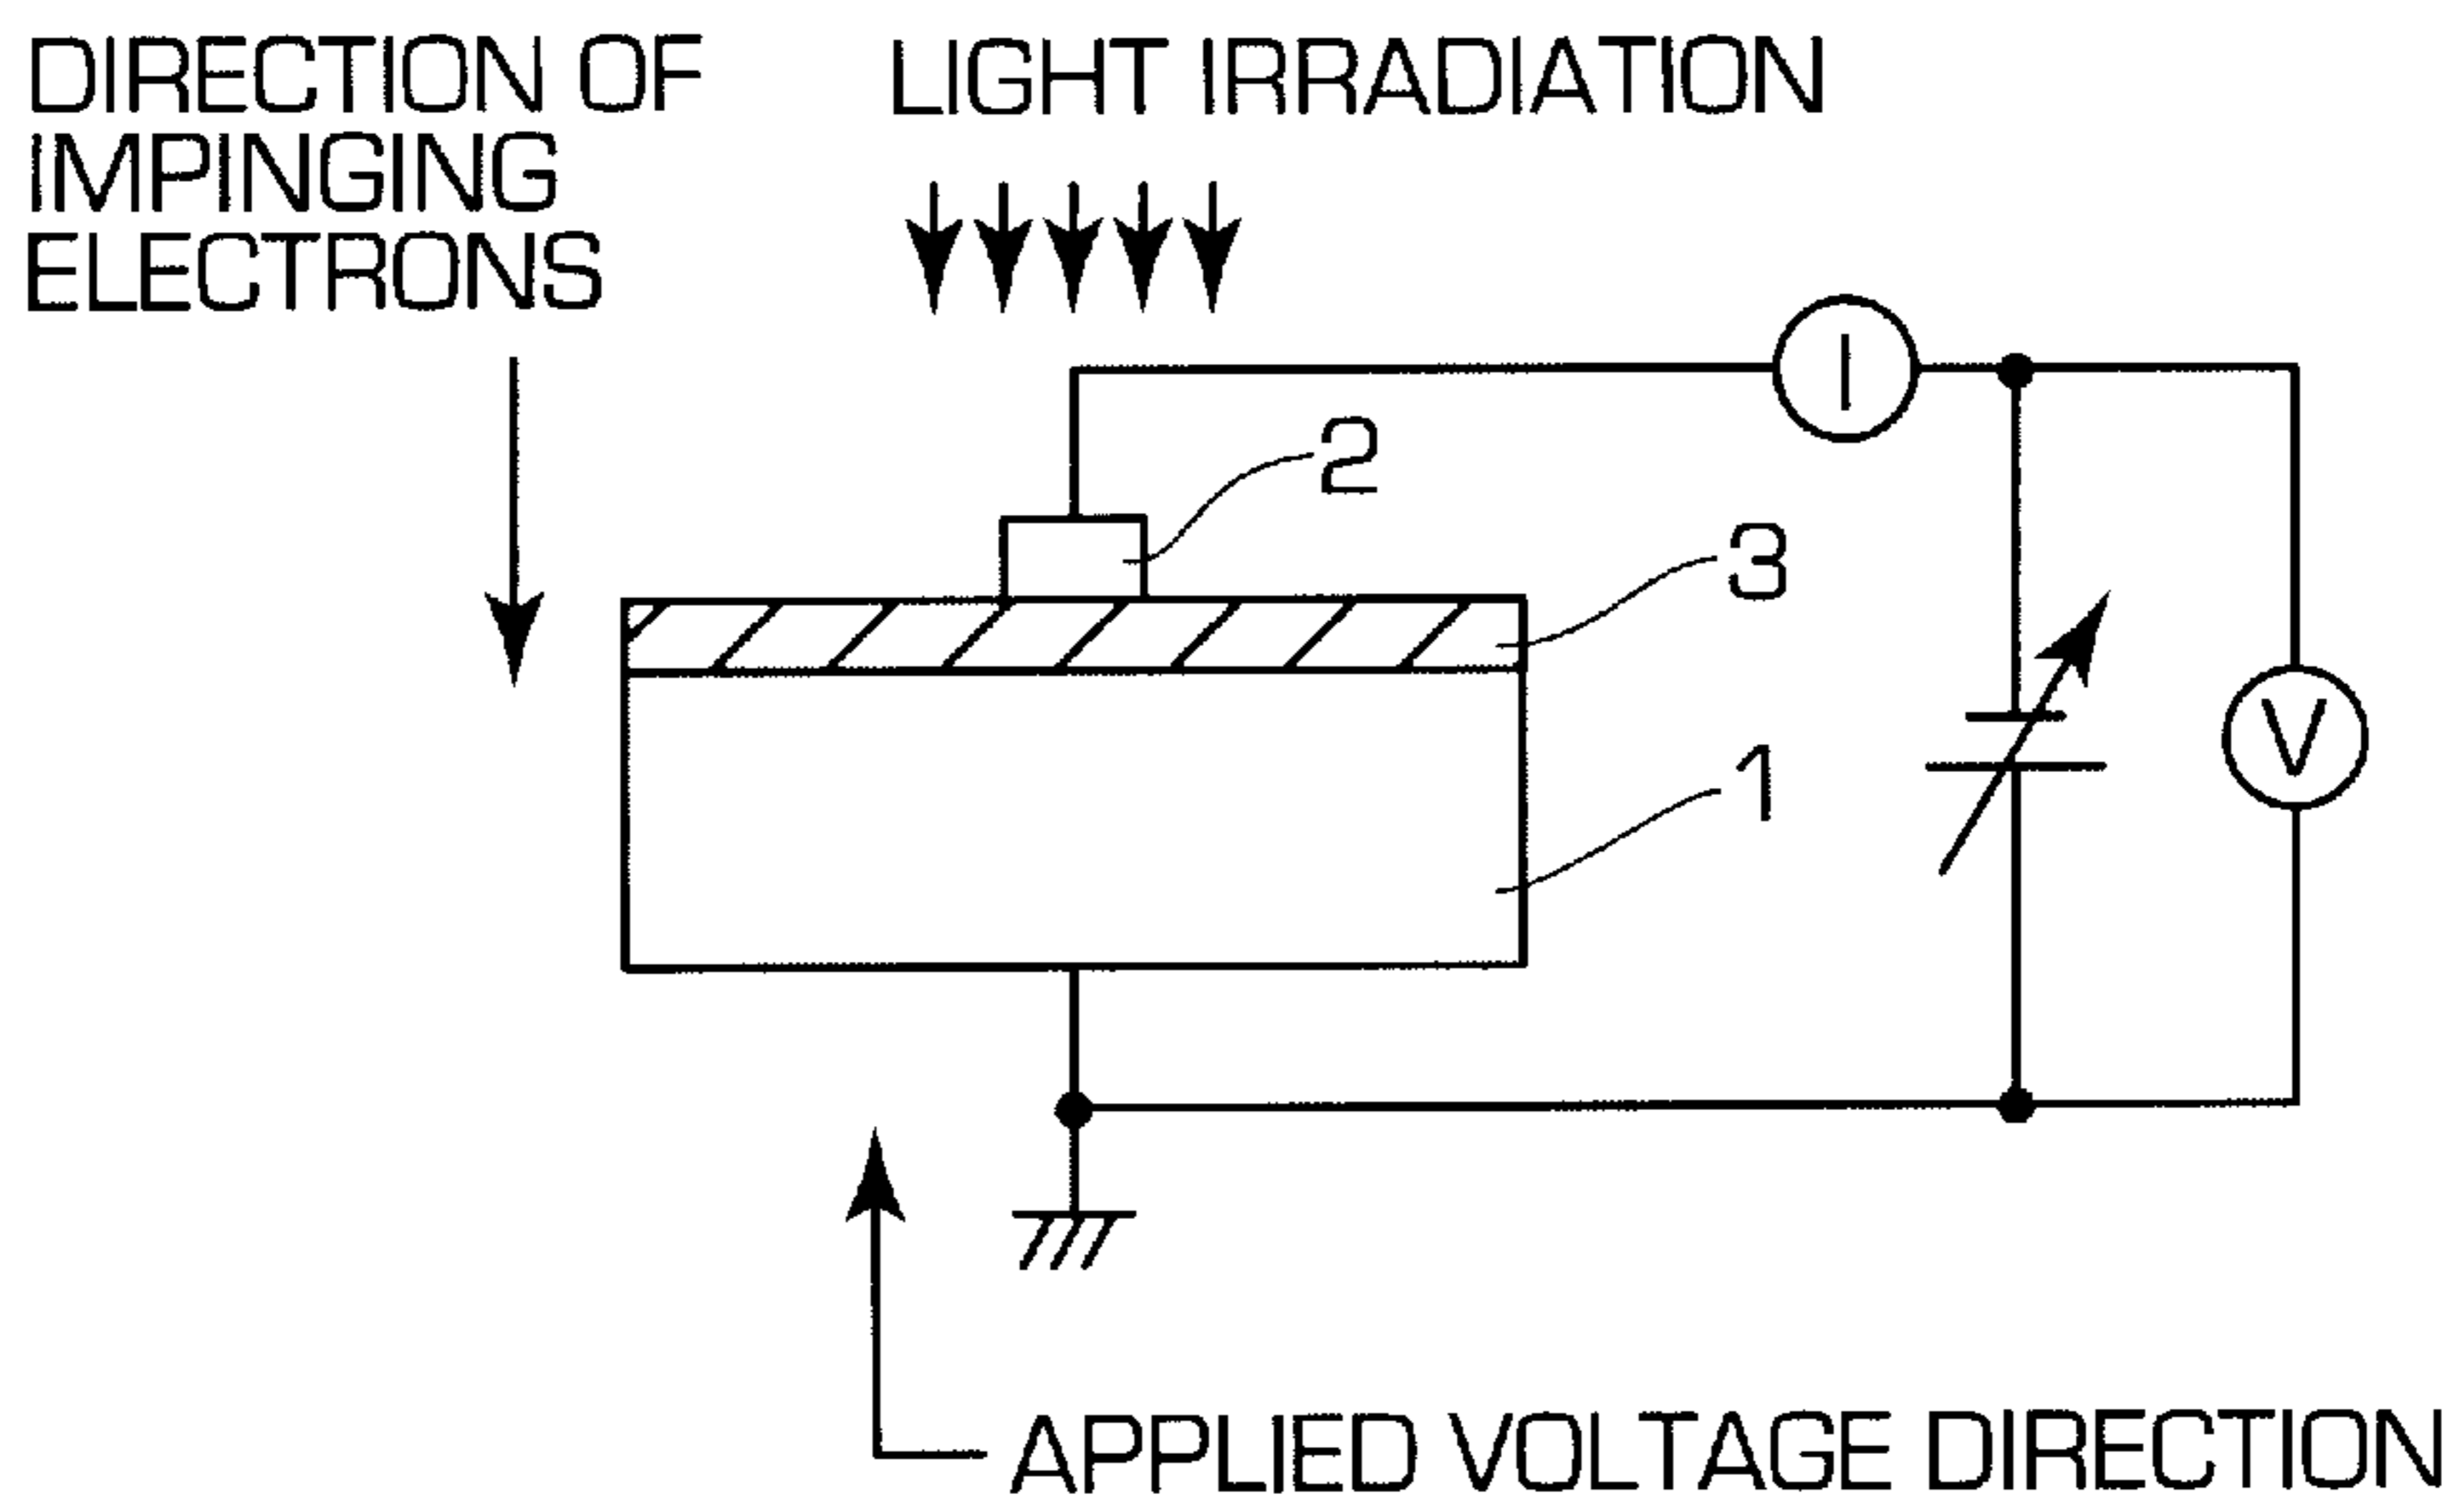 DIRECTION OF
IMPINGING
ELECTRONS
LIGHT IRRADIATION
I
2
3
1
V
APPLIED VOLTAGE DIRECTION